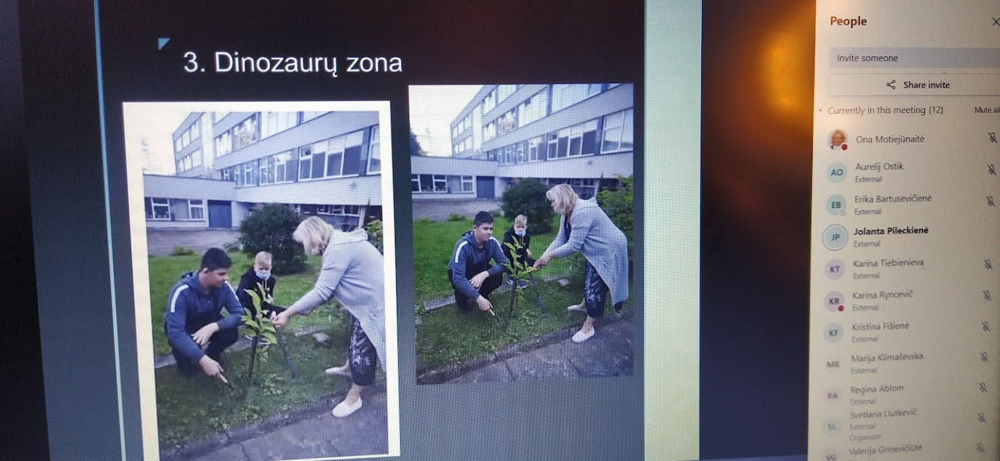 3. Dinozaurų zona
People
Invite someone
Share invite
Currently in this meeting (12)
Mute all
Ona Motiejūnaitė
AO
Aurelij Ostik
External
EB
Erika Bartusevičienė
External
JP
Jolanta Pileckienė
External
KT
Karina Tiebienieva
External
KR
Karina Ryncevič
External
KF
Kristina Fišienė
External
MK
Marija Klimaševska
External
RA
Regina Ablom
External
SL
Svetlana Liutkevič
External
Organizer
VG
Valerija Grinevičiūtė